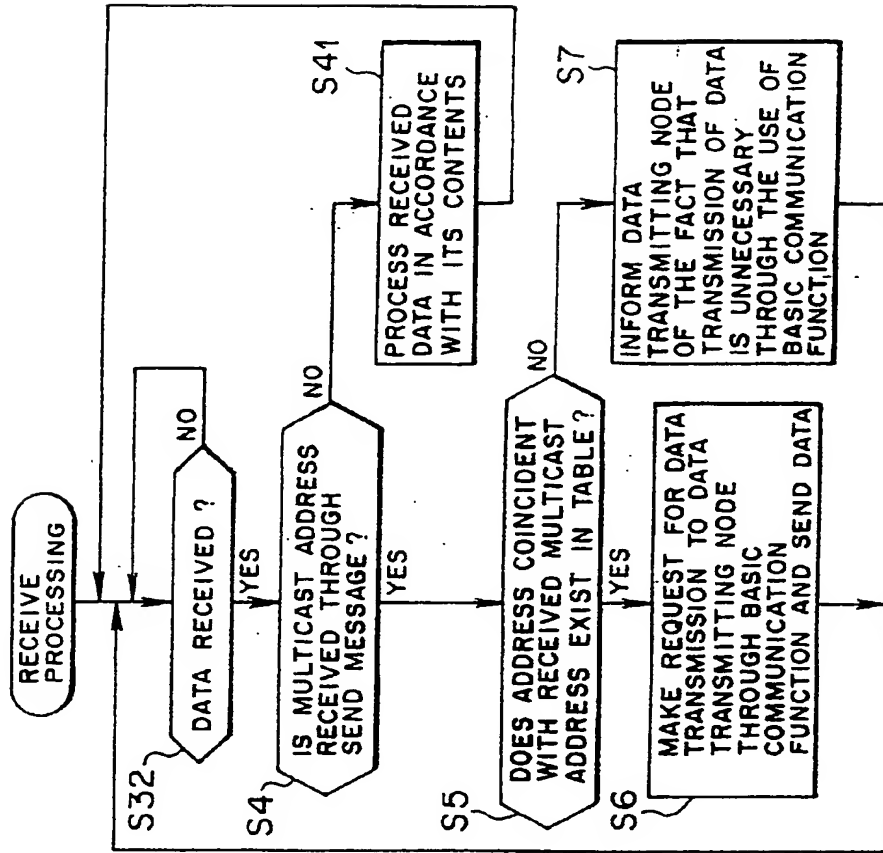 RECEIVE
PROCESSING
S32
DATA RECEIVED ?
NO
YES
S4
IS MULTICAST ADDRESS
RECEIVED THROUGH
SEND MESSAGE ?
NO
YES
S41
PROCESS RECEIVED
DATA IN ACCORDANCE
WITH ITS CONTENTS
S5
DOES ADDRESS COINCIDENT
WITH RECEIVED MULTICAST
ADDRESS EXIST IN TABLE ?
NO
YES
S6
MAKE REQUEST FOR DATA
TRANSMISSION TO DATA
TRANSMITTING NODE
THROUGH BASIC
COMMUNICATION
FUNCTION AND SEND DATA
S7
INFORM DATA
TRANSMITTING NODE
OF THE FACT THAT
TRANSMISSION OF DATA
IS UNNECESSARY
THROUGH THE USE OF
BASIC COMMUNICATION
FUNCTION